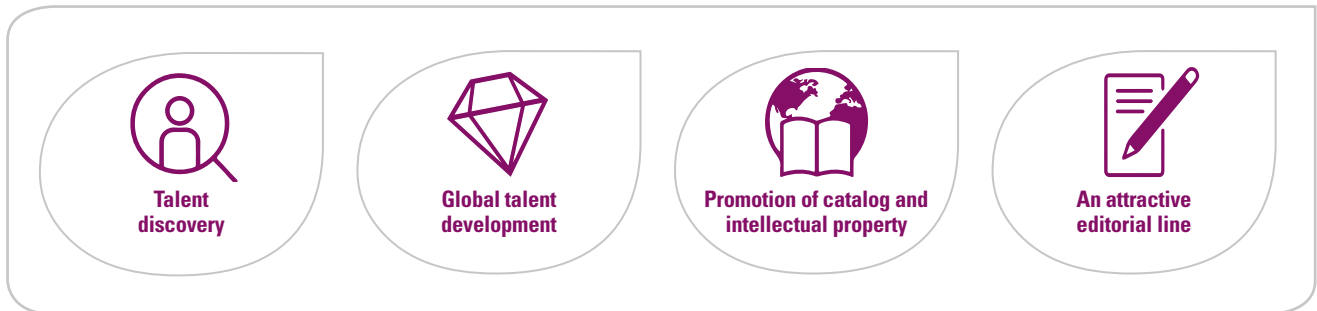 Talent
discovery
Global talent
development
Promotion of catalog and
intellectual property
An attractive
editorial line